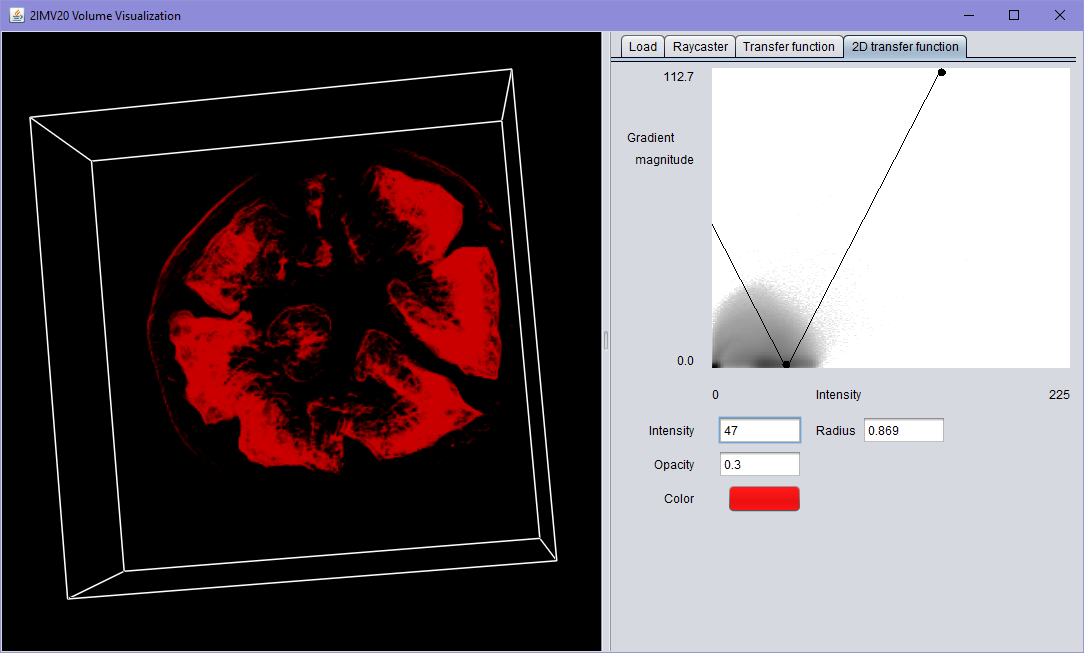 2IMV20 Volume Visualization
Load Raycaster Transfer function 2D transfer function
112.7
Gradient
magnitude
0.0
0 Intensity 225
Intensity 47 Radius 0.869
Opacity 0.3
Color